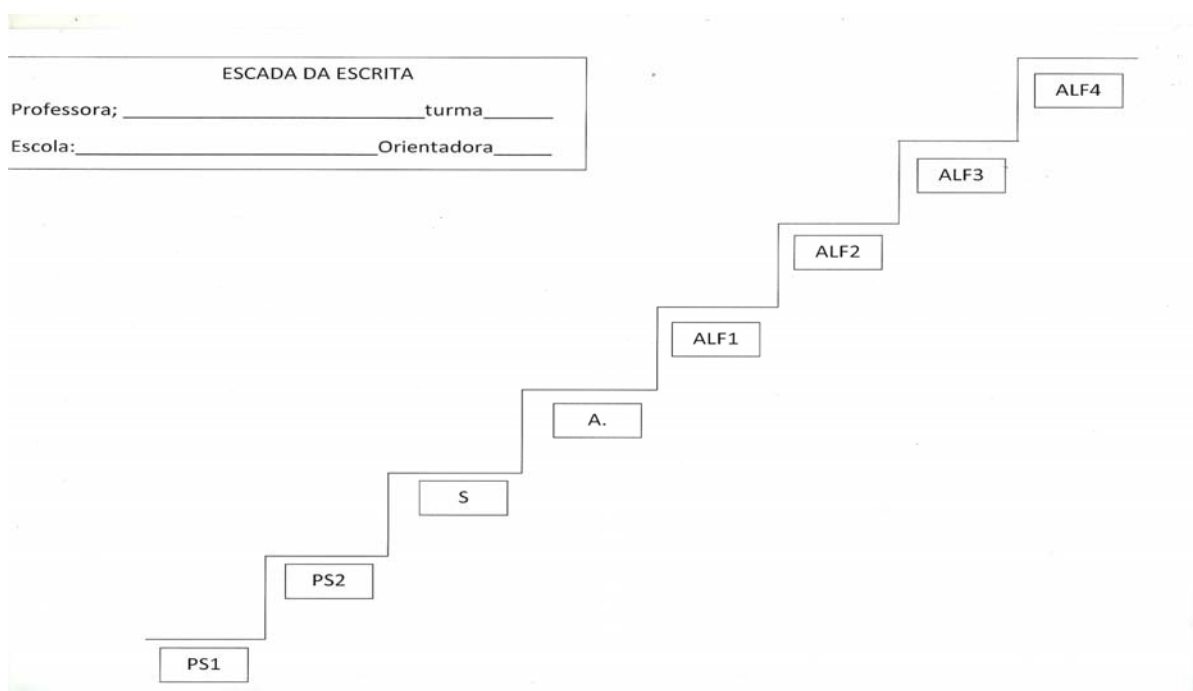 ESCADA DA ESCRITA
Professora; ______________________________turma_______
Escola:______________________________Orientadora______
ALF4
ALF3
ALF2
ALF1
A.
S
PS2
PS1